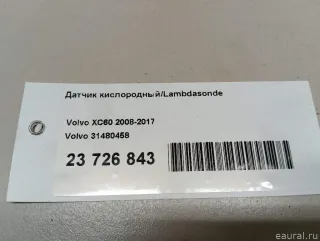 Датчик кислородный/Lambdasonde
Volvo XC60 2008-2017
Volvo 31480458
23 726 843
eaural.ru